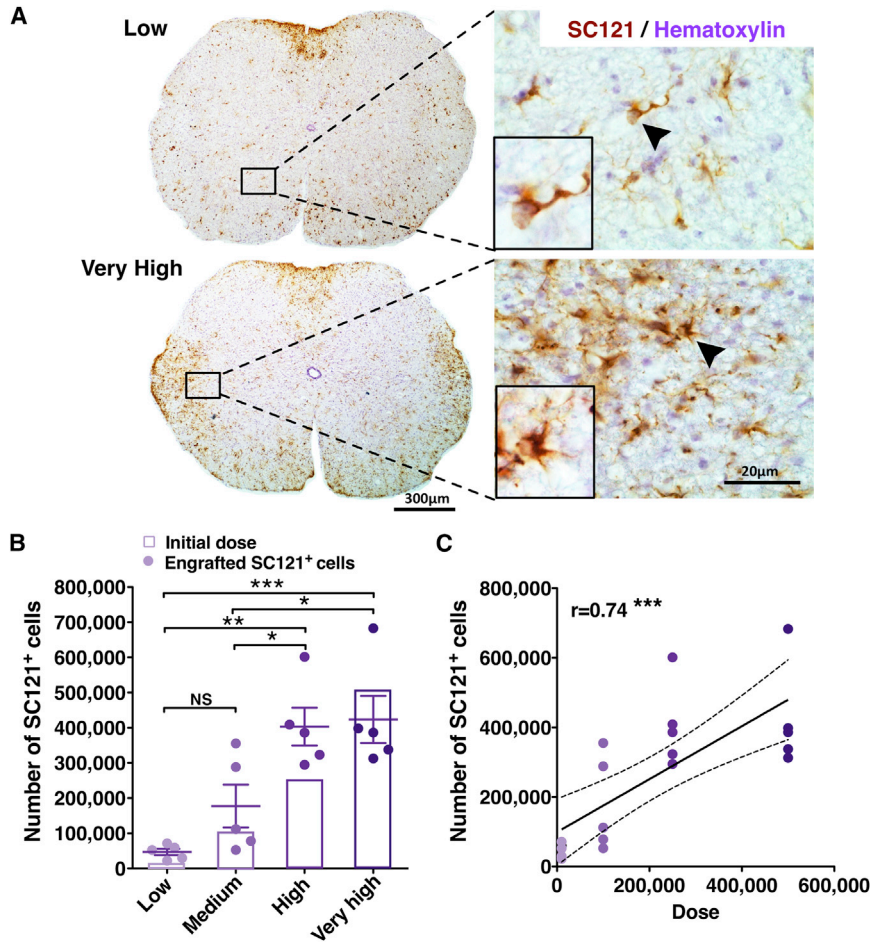 A
Low
SC121 / Hematoxylin
Very High
300μm
20μm
B
Initial dose
Engrafted SC121+ cells
Number of SC121+ cells
800,000
700,000
600,000
500,000
400,000
300,000
200,000
100,000
0
***
*
**
*
NS
Low
Medium
High
Very high
C
r=0.74 ***
Number of SC121+ cells
800,000
600,000
400,000
200,000
0
0
200,000
400,000
600,000
Dose